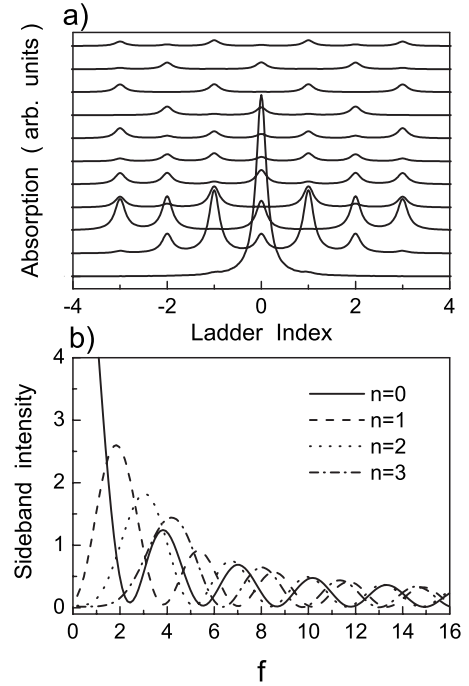 a)
Absorption ( arb. units)
-4 -2 0 2 4
Ladder Index
b)
Sideband intensity
4
3
2
1
0
n=0
n=1
n=2
n=3
0 2 4 6 8 10 12 14 16
f